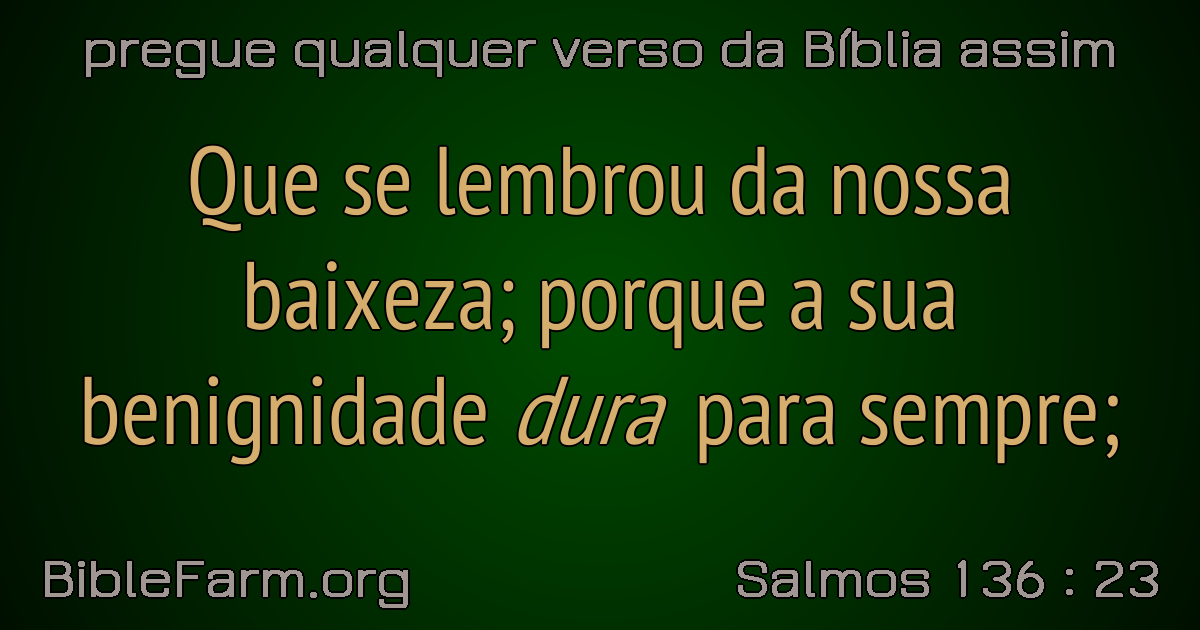 pregue qualquer verso da Bíblia assim
Que se lembrou da nossa
baixeza; porque a sua
benignidade dura para sempre;
BibleFarm.org
Salmos 136 : 23